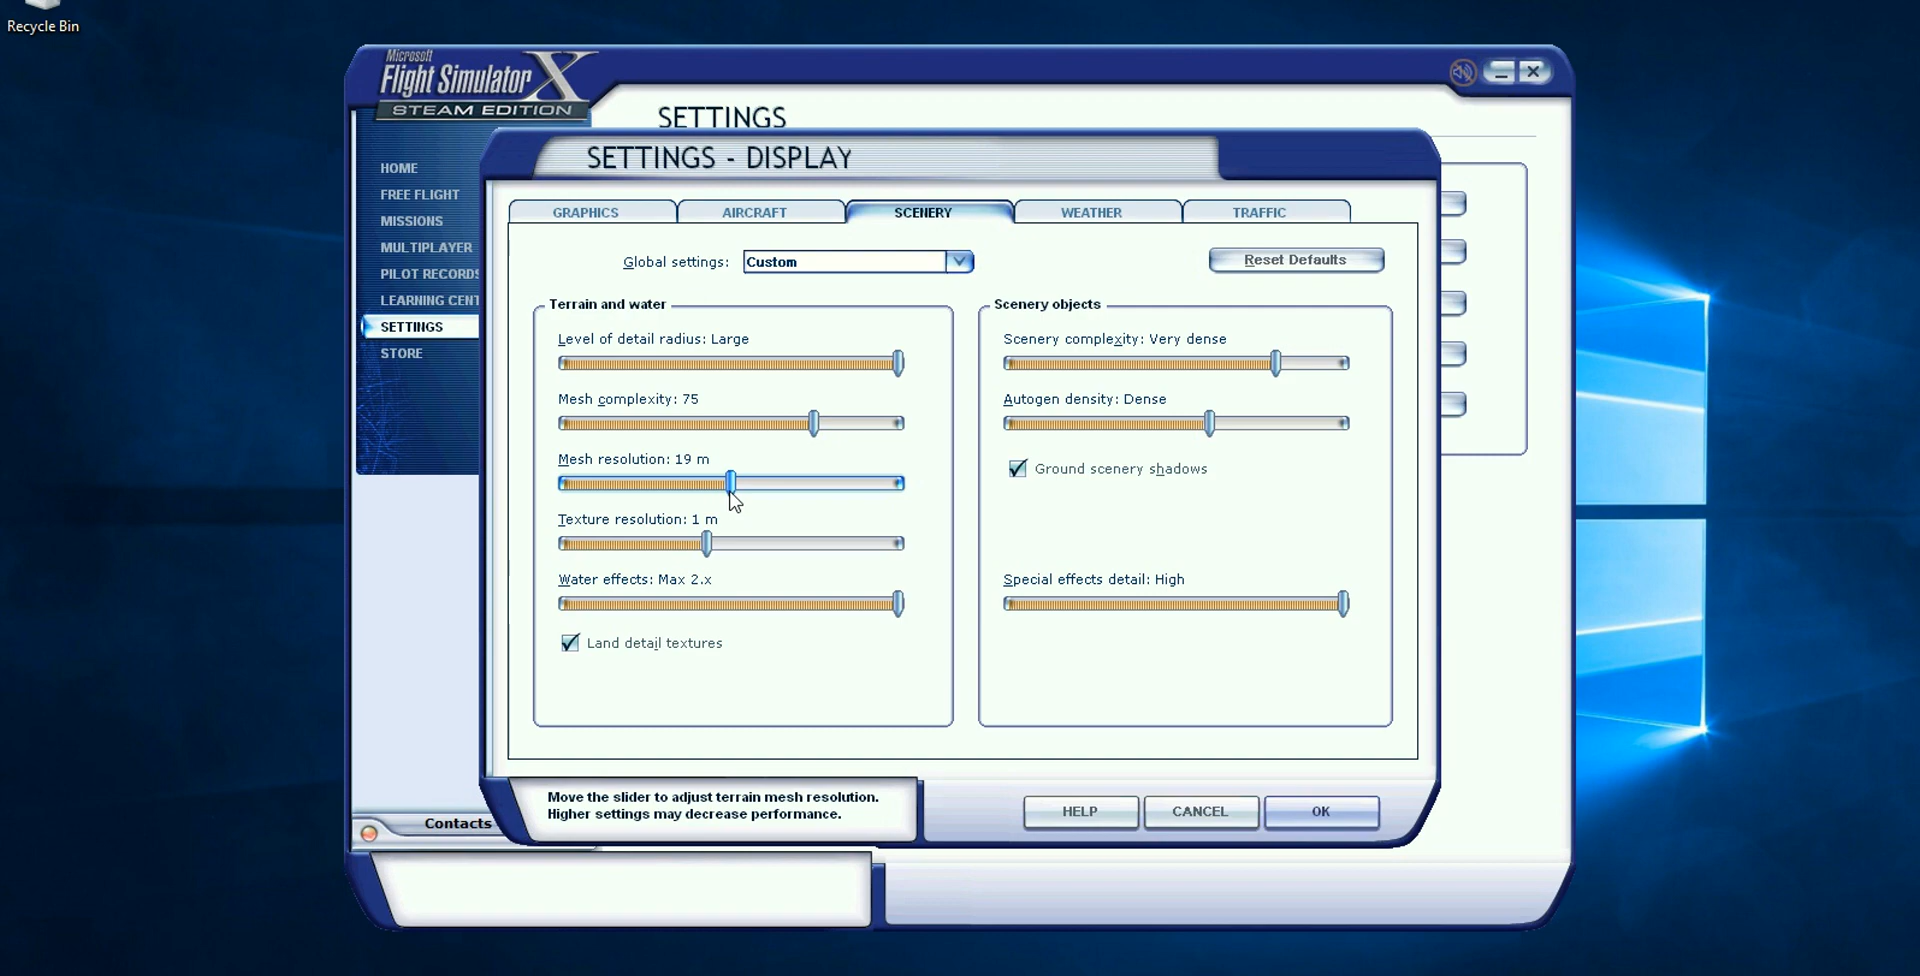 Recycle Bin
Microsoft
Flight Simulator X
STEAM EDITION
SETTINGS
SETTINGS - DISPLAY
HOME
FREE FLIGHT
MISSIONS
MULTIPLAYER
PILOT RECORDS
LEARNING CENT
SETTINGS
STORE
GRAPHICS
AIRCRAFT
SCENERY
WEATHER
TRAFFIC
Global settings: Custom
Reset Defaults
Terrain and water
Level of detail radius: Large
Mesh complexity: 75
Mesh resolution: 19 m
Texture resolution: 1 m
Water effects: Max 2.x
Land detail textures
Scenery objects
Scenery complexity: Very dense
Autogen density: Dense
Ground scenery shadows
Special effects detail: High
Move the slider to adjust terrain mesh resolution.
Higher settings may decrease performance.
HELP
CANCEL
OK
Contacts